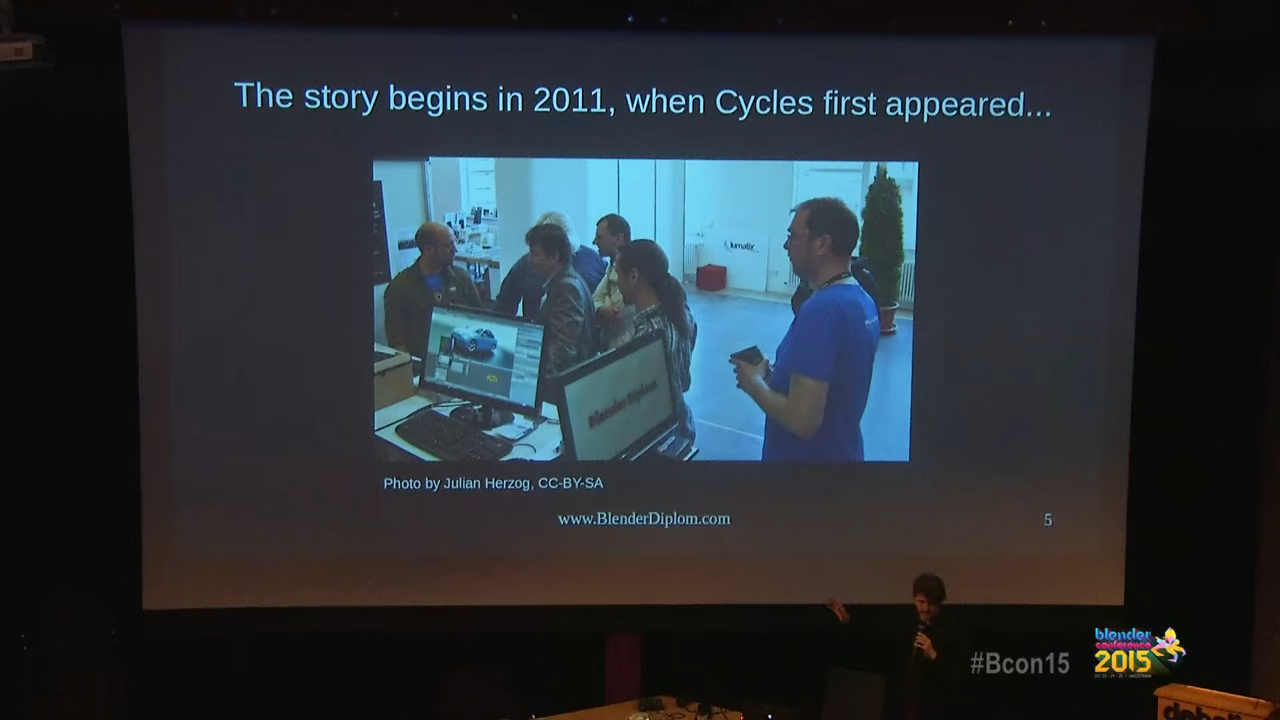 The story begins in 2011, when Cycles first appeared...
lumatix
BlenderDiplom
Photo by Julian Herzog, CC-BY-SA
www.BlenderDiplom.com
5
#Bcon15
blender
conference
2015